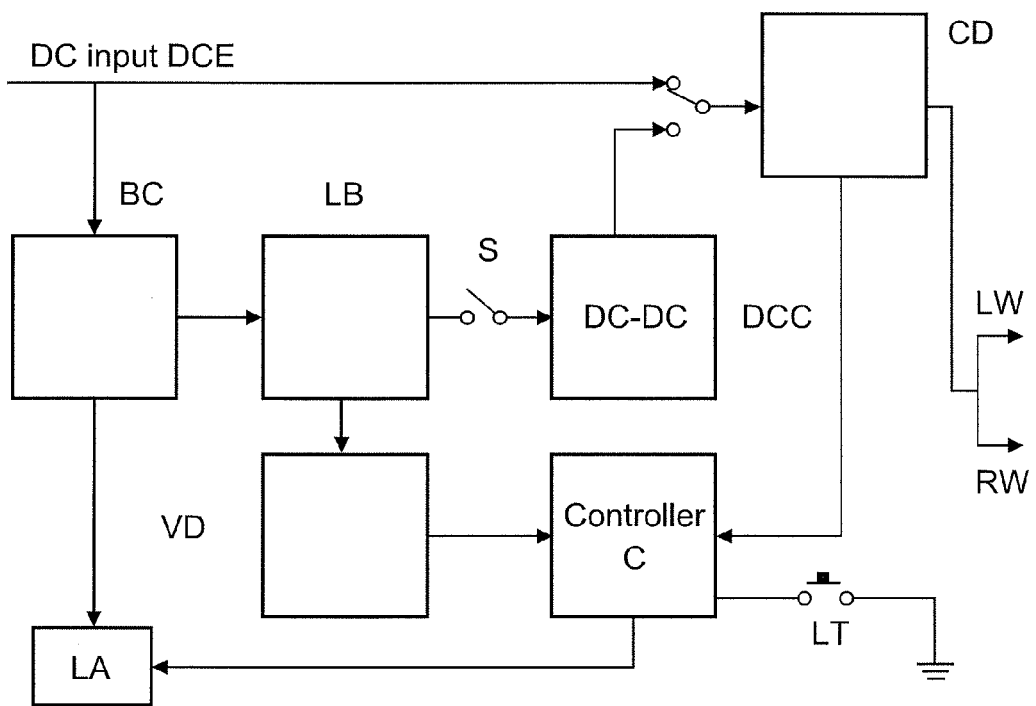 CD
DC input DCE
BC
LB
S
DC-DC
DCC
LW
RW
VD
Controller
C
LT
LA